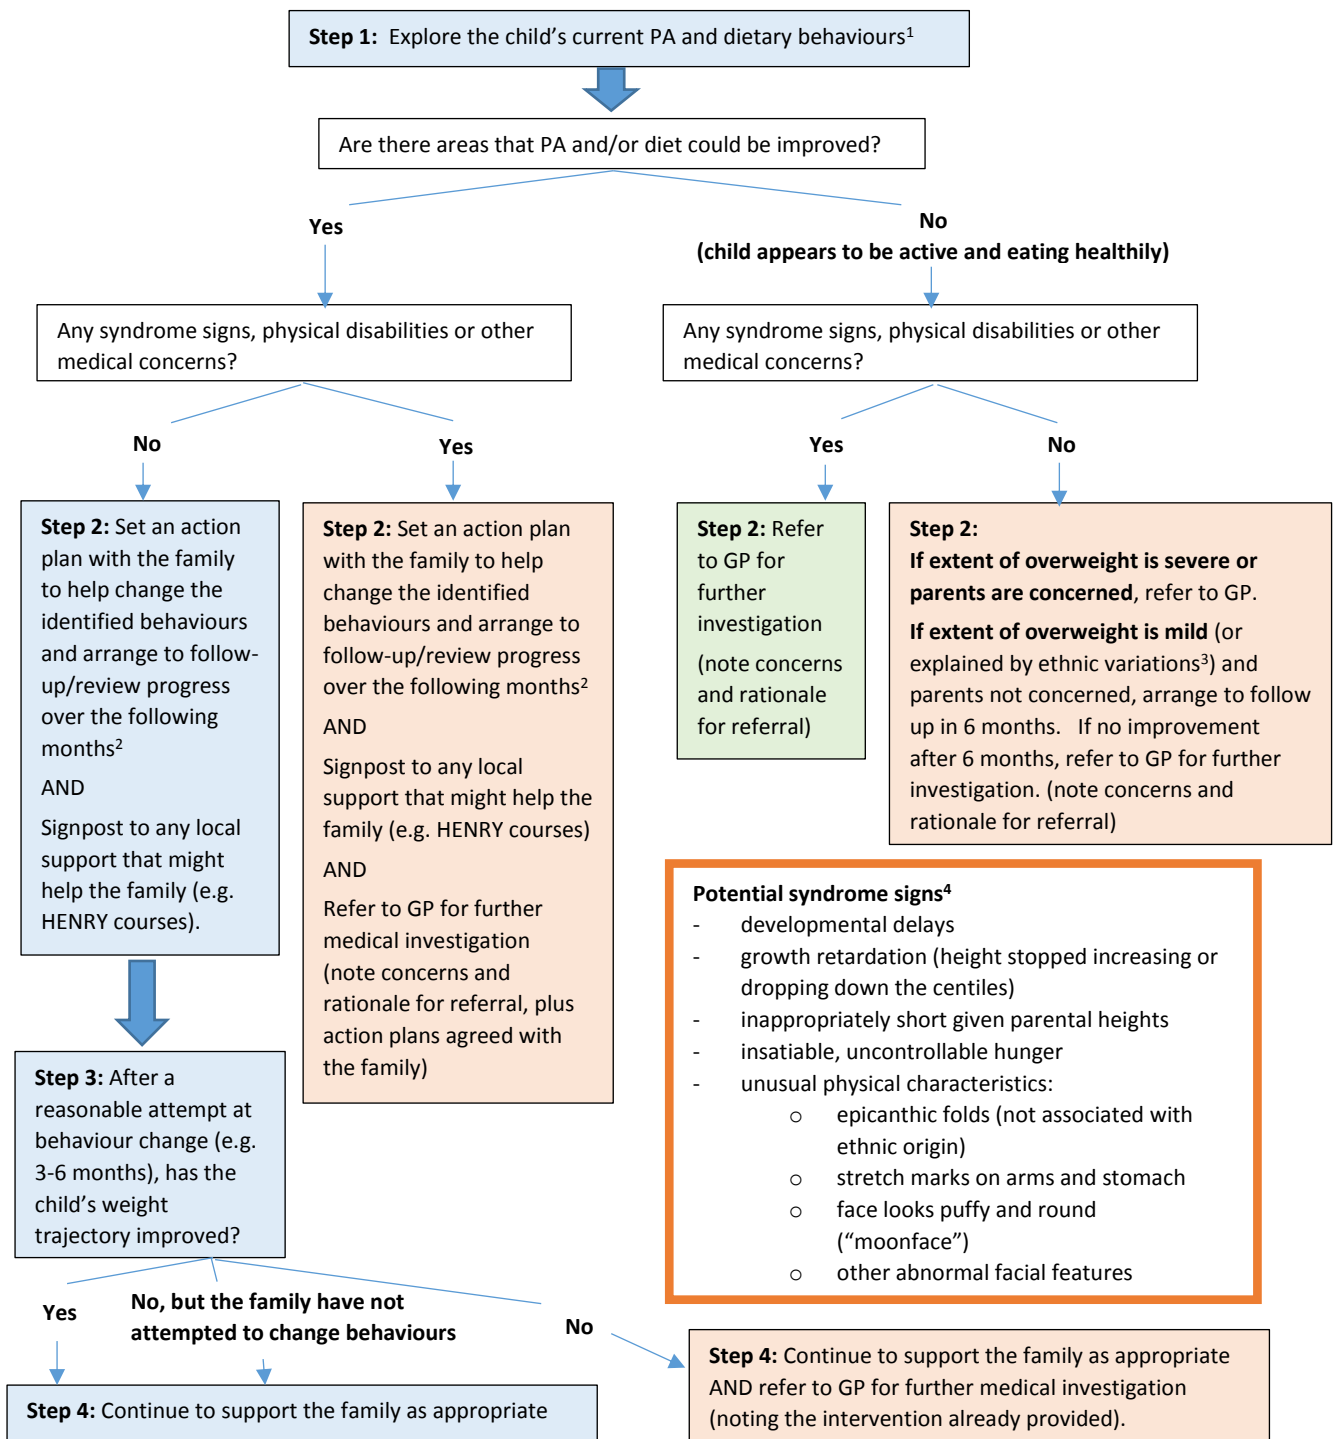 Step 1: Explore the child’s current PA and dietary behaviours¹
Are there areas that PA and/or diet could be improved?
Yes
No
(child appears to be active and eating healthily)
Any syndrome signs, physical disabilities or other
medical concerns?
Any syndrome signs, physical disabilities or other
medical concerns?
No
Yes
Yes
No
Step 2: Set an action
plan with the family
to help change the
identified behaviours
and arrange to follow-
up/review progress
over the following
months²
AND
Signpost to any local
support that might
help the family (e.g.
HENRY courses).
Step 2: Set an action plan
with the family to help
change the identified
behaviours and arrange to
follow-up/review progress
over the following months²
AND
Signpost to any local
support that might help the
family (e.g. HENRY courses)
AND
Refer to GP for further
medical investigation
(note concerns and
rationale for referral, plus
action plans agreed with
the family)
Step 2: Refer
to GP for
further
investigation
(note concerns
and rationale
for referral)
Step 2:
If extent of overweight is severe or
parents are concerned, refer to GP.
If extent of overweight is mild (or
explained by ethnic variations³) and
parents not concerned, arrange to follow
up in 6 months. If no improvement
after 6 months, refer to GP for further
investigation. (note concerns and
rationale for referral)
Potential syndrome signs⁴
- developmental delays
- growth retardation (height stopped increasing or
dropping down the centiles)
- inappropriately short given parental heights
- insatiable, uncontrollable hunger
- unusual physical characteristics:
o epicanthic folds (not associated with
ethnic origin)
o stretch marks on arms and stomach
o face looks puffy and round
(“moonface”)
o other abnormal facial features
Step 3: After a
reasonable attempt at
behaviour change (e.g.
3-6 months), has the
child’s weight
trajectory improved?
Yes
No, but the family have not
attempted to change behaviours
No
Step 4: Continue to support the family as appropriate
Step 4: Continue to support the family as appropriate
AND refer to GP for further medical investigation
(noting the intervention already provided).